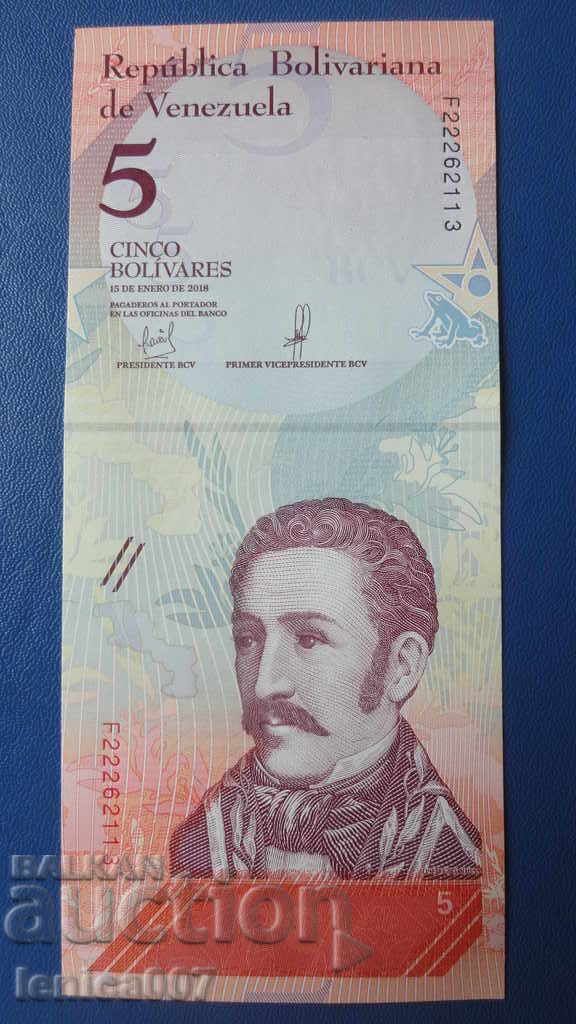 República Bolivariana
de Venezuela
F22262113
5
CINCO
BOLÍVARES
15 DE ENERO DE 2018
PAGADEROS AL PORTADOR
EN LAS OFICINAS DEL BANCO
PRESIDENTE BCV
PRIMER VICEPRESIDENTE BCV
F22262113
5
BALKAN
auction
lenica007